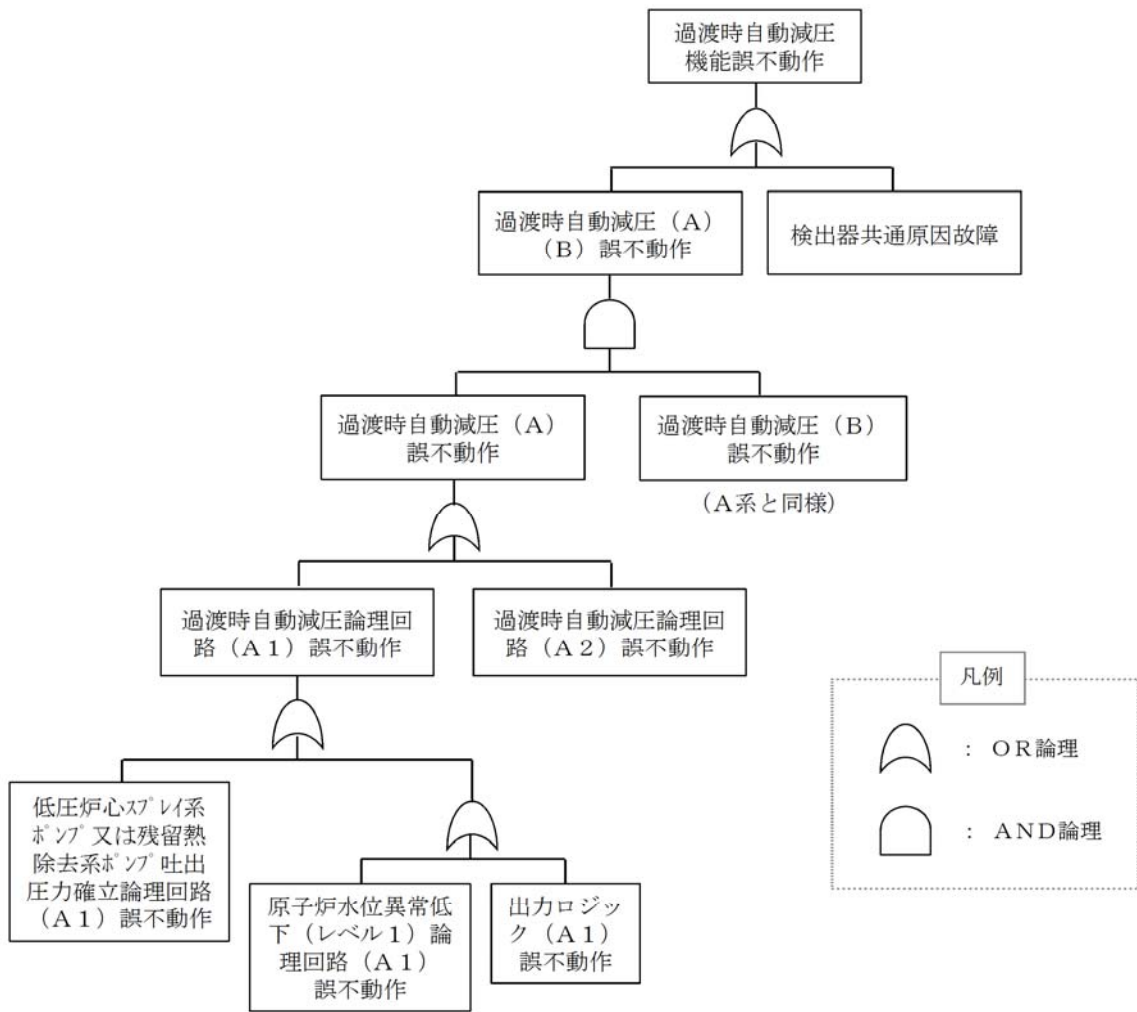 過渡時自動減圧
機能誤不動作
過渡時自動減圧（Ａ）
（Ｂ）誤不動作
検出器共通原因故障
過渡時自動減圧（Ａ）
誤不動作
過渡時自動減圧（Ｂ）
誤不動作
（Ａ系と同様）
過渡時自動減圧論理回
路（Ａ１）誤不動作
過渡時自動減圧論理回
路（Ａ２）誤不動作
低圧炉心ｽﾌﾟﾚｲ系
ﾎﾟﾝﾌﾟ又は残留熱
除去系ﾎﾟﾝﾌﾟ吐出
圧力確立論理回路
（Ａ１）誤不動作
原子炉水位異常低
下（レベル１）論
理回路（Ａ１）
誤不動作
出力ロジッ
ク（Ａ１）
誤不動作
凡例
： ＯＲ論理
： ＡＮＤ論理